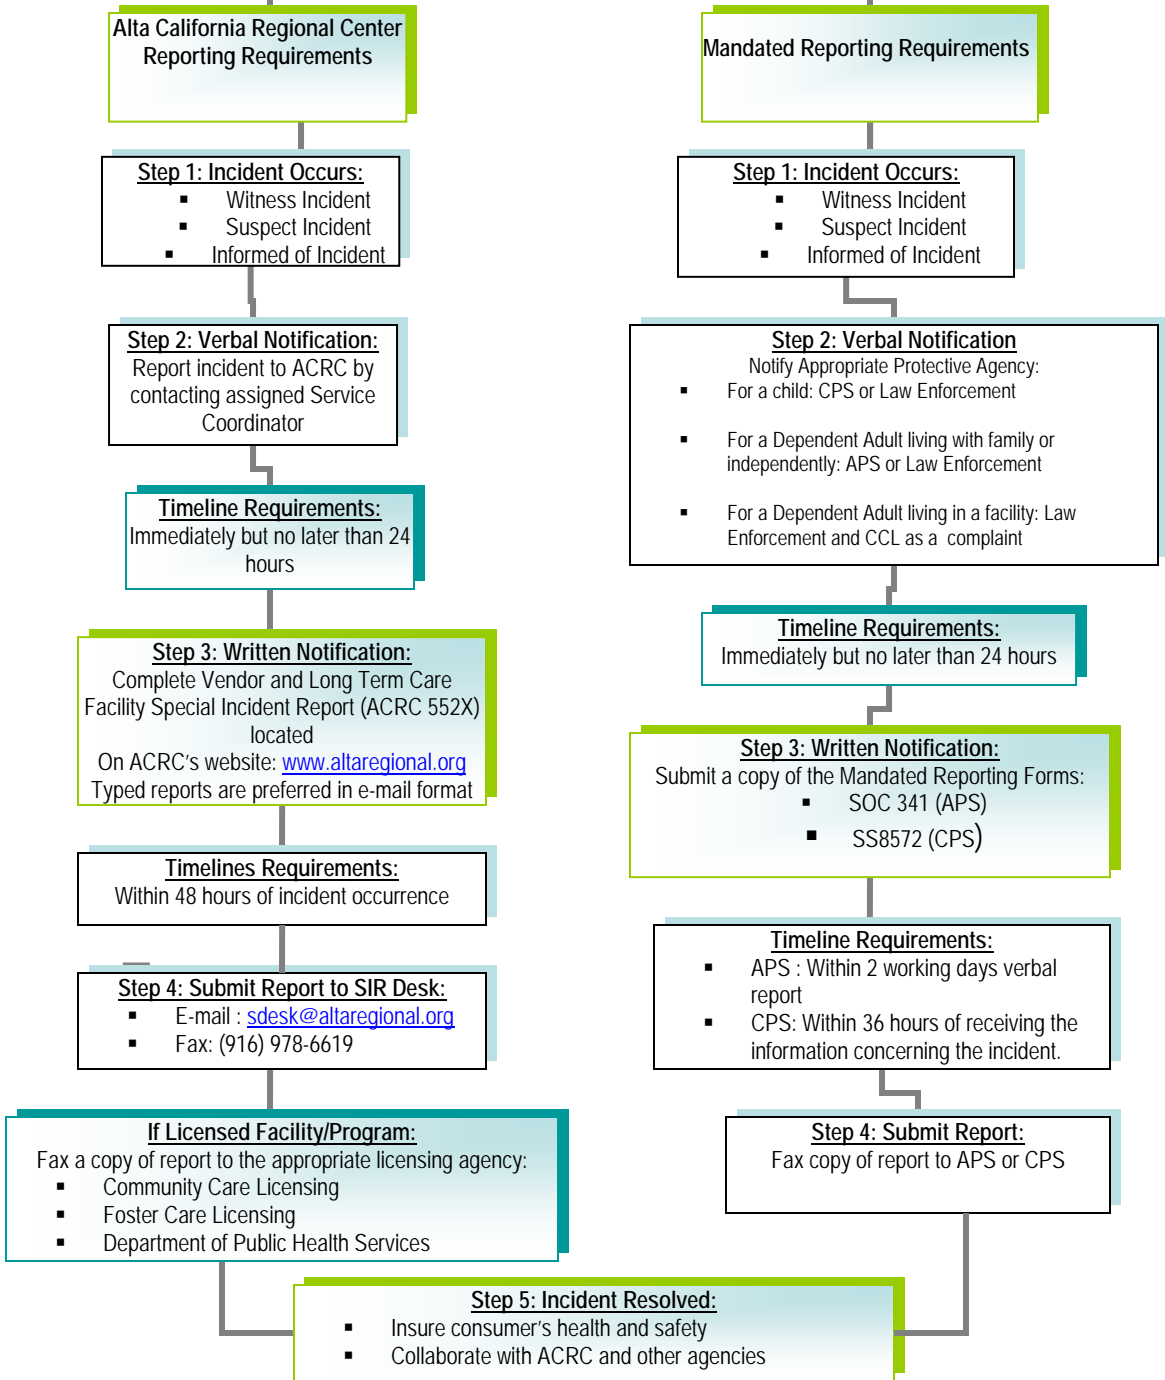 Alta California Regional Center
Reporting Requirements
Step 1: Incident Occurs:
▪ Witness Incident
▪ Suspect Incident
▪ Informed of Incident
Step 2: Verbal Notification:
Report incident to ACRC by
contacting assigned Service
Coordinator
Timeline Requirements:
Immediately but no later than 24
hours
Step 3: Written Notification:
Complete Vendor and Long Term Care
Facility Special Incident Report (ACRC 552X)
located
On ACRC's website: www.altaregional.org
Typed reports are preferred in e-mail format
Timelines Requirements:
Within 48 hours of incident occurrence
Step 4: Submit Report to SIR Desk:
▪ E-mail : sdesk@altaregional.org
▪ Fax: (916) 978-6619
If Licensed Facility/Program:
Fax a copy of report to the appropriate licensing agency:
▪ Community Care Licensing
▪ Foster Care Licensing
▪ Department of Public Health Services
Mandated Reporting Requirements
Step 1: Incident Occurs:
▪ Witness Incident
▪ Suspect Incident
▪ Informed of Incident
Step 2: Verbal Notification
Notify Appropriate Protective Agency:
▪ For a child: CPS or Law Enforcement
▪ For a Dependent Adult living with family or
independently: APS or Law Enforcement
▪ For a Dependent Adult living in a facility: Law
Enforcement and CCL as a complaint
Timeline Requirements:
Immediately but no later than 24 hours
Step 3: Written Notification:
Submit a copy of the Mandated Reporting Forms:
▪ SOC 341 (APS)
▪ SS8572 (CPS)
Timeline Requirements:
▪ APS : Within 2 working days verbal
report
▪ CPS: Within 36 hours of receiving the
information concerning the incident.
Step 4: Submit Report:
Fax copy of report to APS or CPS
Step 5: Incident Resolved:
▪ Insure consumer's health and safety
▪ Collaborate with ACRC and other agencies